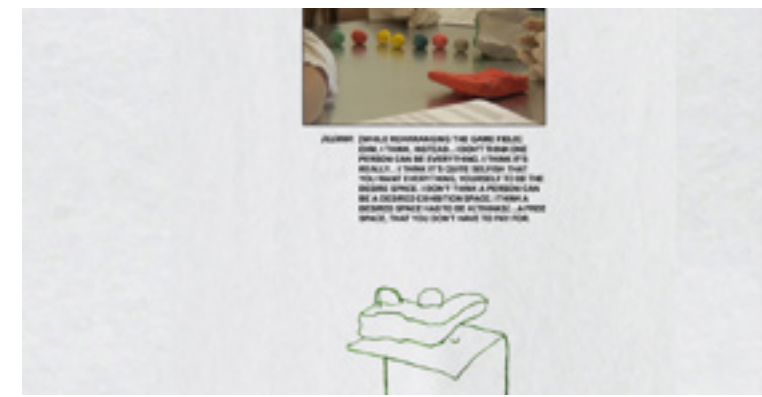 [WHILE REARRANGING THE GAME FIELD]
EHM, I THINK, INSTEAD... I DON'T THINK ONE
PERSON CAN BE EVERYTHING. I THINK IT'S
REALLY... I THINK IT'S QUITE SELFISH THAT
YOU WANT EVERYTHING, YOURSELF TO BE THE
DESIRE SPACE. I DON'T THINK A PERSON CAN
BE A DESIRED EXHIBITION SPACE. I THINK A
DESIRED SPACE HAS TO BE [THINKS]... A FREE
SPACE, THAT YOU DON'T HAVE TO PAY FOR.